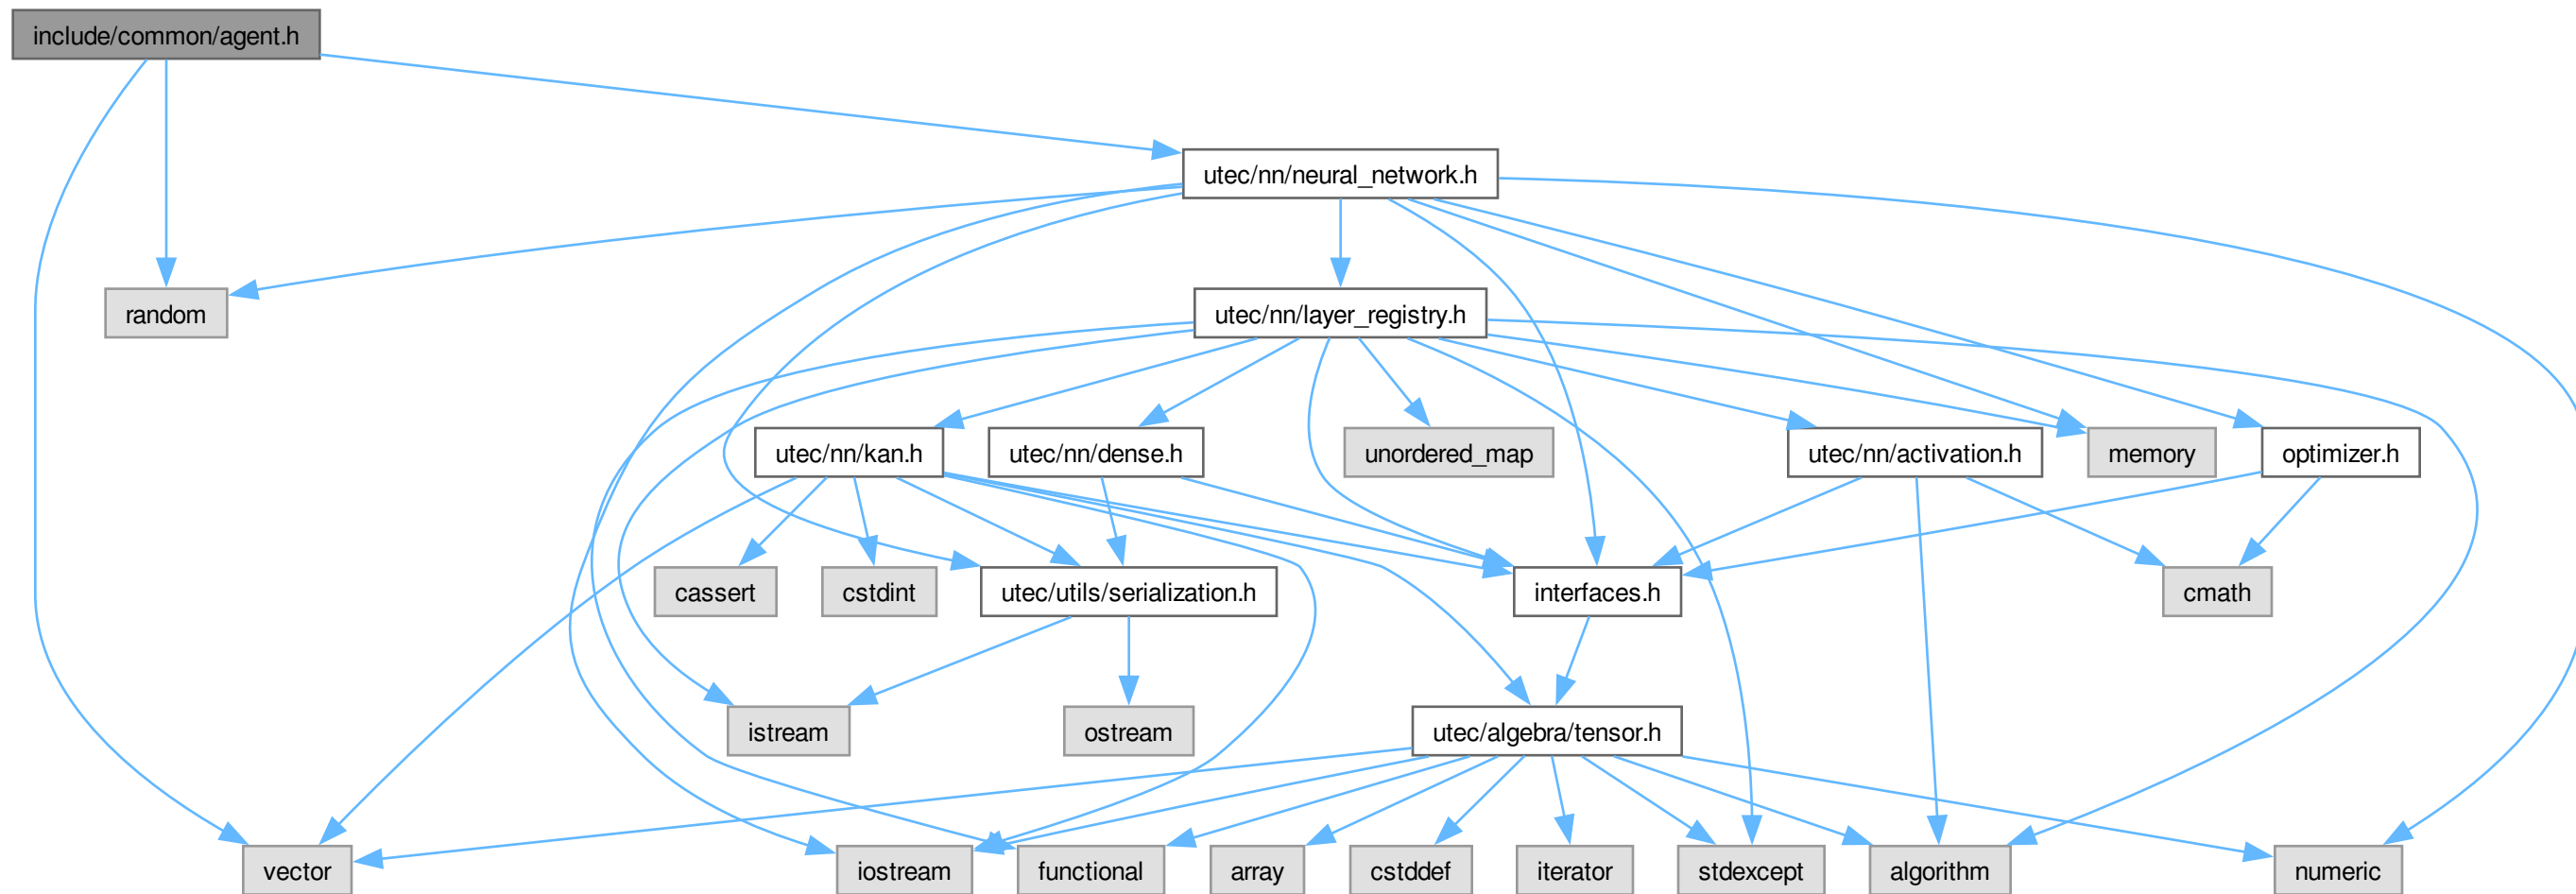 include/common/agent.h
utec/nn/neural_network.h
random
utec/nn/layer_registry.h
utec/nn/kan.h
utec/nn/dense.h
unordered_map
utec/nn/activation.h
memory
optimizer.h
cassert
cstdint
utec/utils/serialization.h
interfaces.h
cmath
istream
ostream
utec/algebra/tensor.h
vector
iostream
functional
array
cstddef
iterator
stdexcept
algorithm
numeric